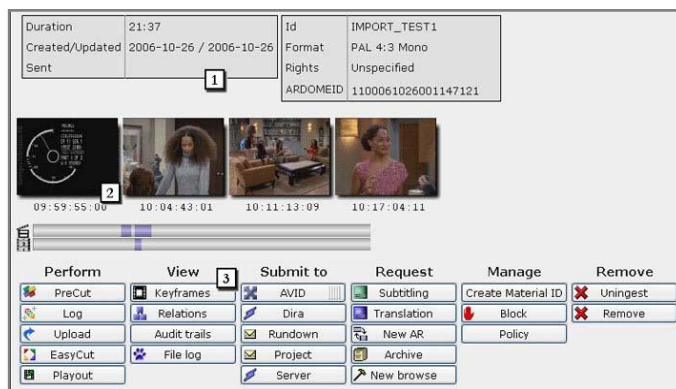 Duration 21:37
Created/Updated 2006-10-26 / 2006-10-26
Sent
1
Id IMPORT_TEST1
Format PAL 4:3 Mono
Rights Unspecified
ARDOMEID 1100061026001147121
2
09:59:55:00 10:04:43:01 10:11:13:09 10:17:04:11
3
Perform View Submit to Request Manage Remove
PreCut Keyframes AVID Subtitling Create Material ID Uningest
Log Relations Dira Translation Block Remove
Upload Audit trails Rundown New AR Policy
EasyCut File log Project Archive
Playout Server New browse